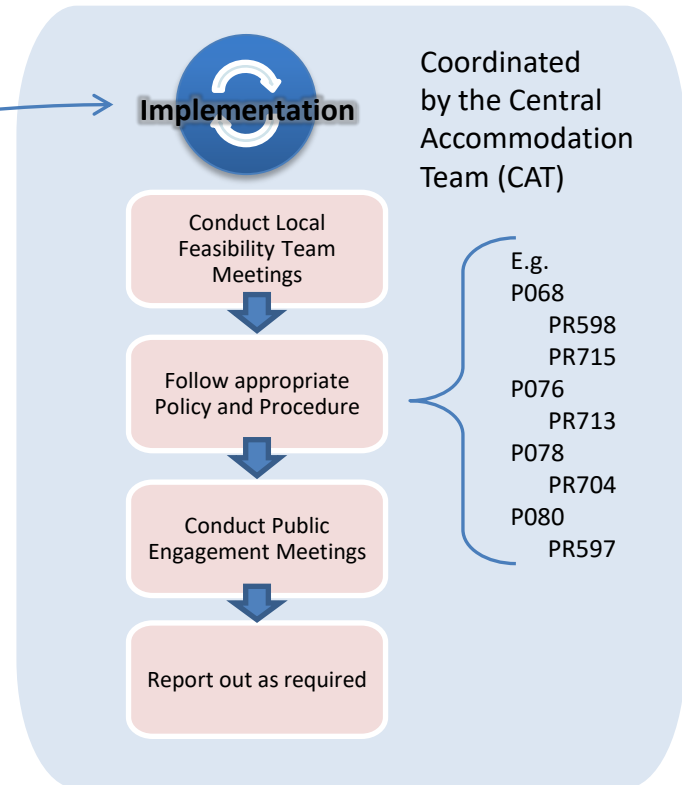 Implementation
Coordinated
by the Central
Accommodation
Team (CAT)
Conduct Local
Feasibility Team
Meetings
Follow appropriate
Policy and Procedure
Conduct Public
Engagement Meetings
Report out as required
E.g.
P068
PR598
PR715
P076
PR713
P078
PR704
P080
PR597